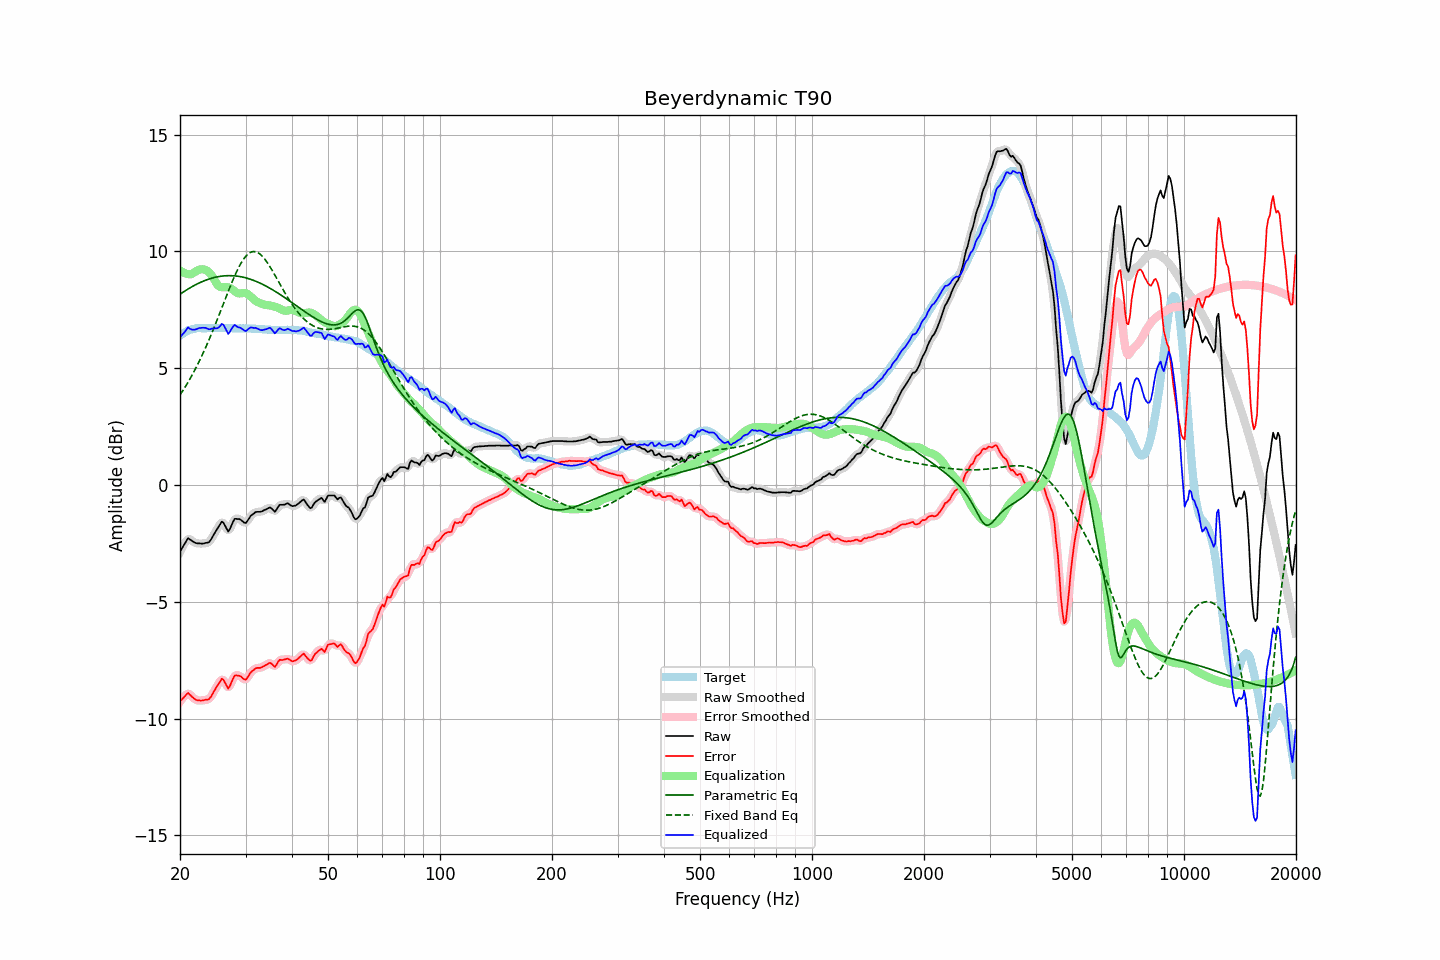 Beyerdynamic T90
Amplitude (dBr)
15
10
5
0
−5
−10
−15
Target
Raw Smoothed
Error Smoothed
Raw
Error
Equalization
Parametric Eq
Fixed Band Eq
Equalized
20 50 100 200 500 1000 2000 5000 10000 20000
Frequency (Hz)